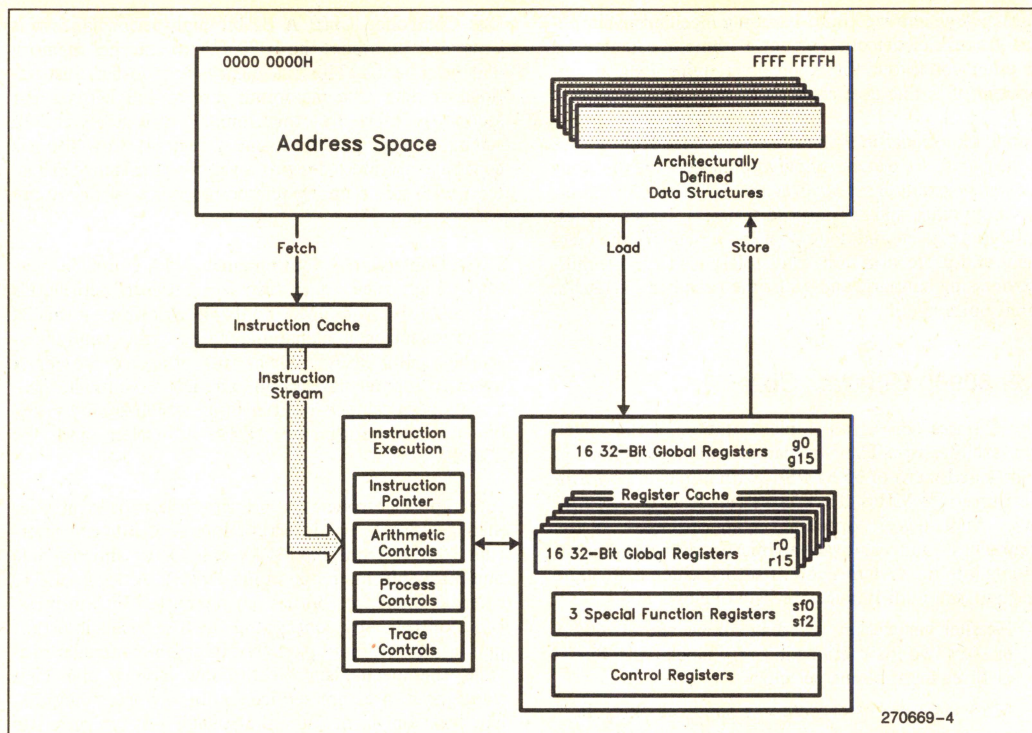 0000 0000H
FFFF FFFFH
Address Space
Architecturally
Defined
Data Structures
Fetch
Load
Store
Instruction Cache
Instruction
Stream
Instruction
Execution
Instruction
Pointer
Arithmetic
Controls
Process
Controls
Trace
Controls
16 32-Bit Global Registers
g0
g15
Register Cache
16 32-Bit Global Registers
r0
r15
3 Special Function Registers
sf0
sf2
Control Registers
270669-4